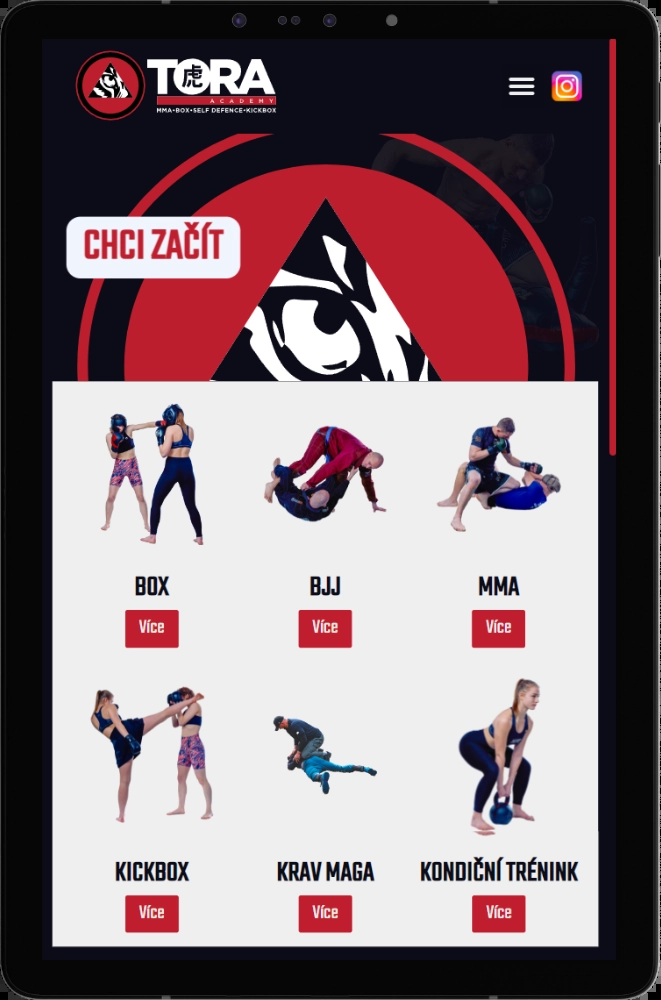 TORA
虎
ACADEMY
MMA•BOX•SELF DEFENCE•KICKBOX
CHCI ZAČÍT
BOX
BJJ
MMA
Více
Více
Více
KICKBOX
KRAV MAGA
KONDIČNÍ TRÉNINK
Více
Více
Více